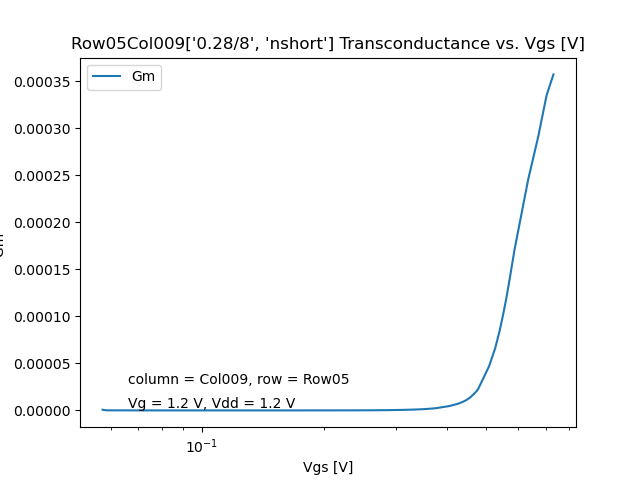 Row05Col009['0.28/8', 'nshort'] Transconductance vs. Vgs [V]
Gm
0.00035
0.00030
0.00025
0.00020
0.00015
0.00010
0.00005
0.00000
column = Col009, row = Row05
Vg = 1.2 V, Vdd = 1.2 V
10⁻¹
Vgs [V]